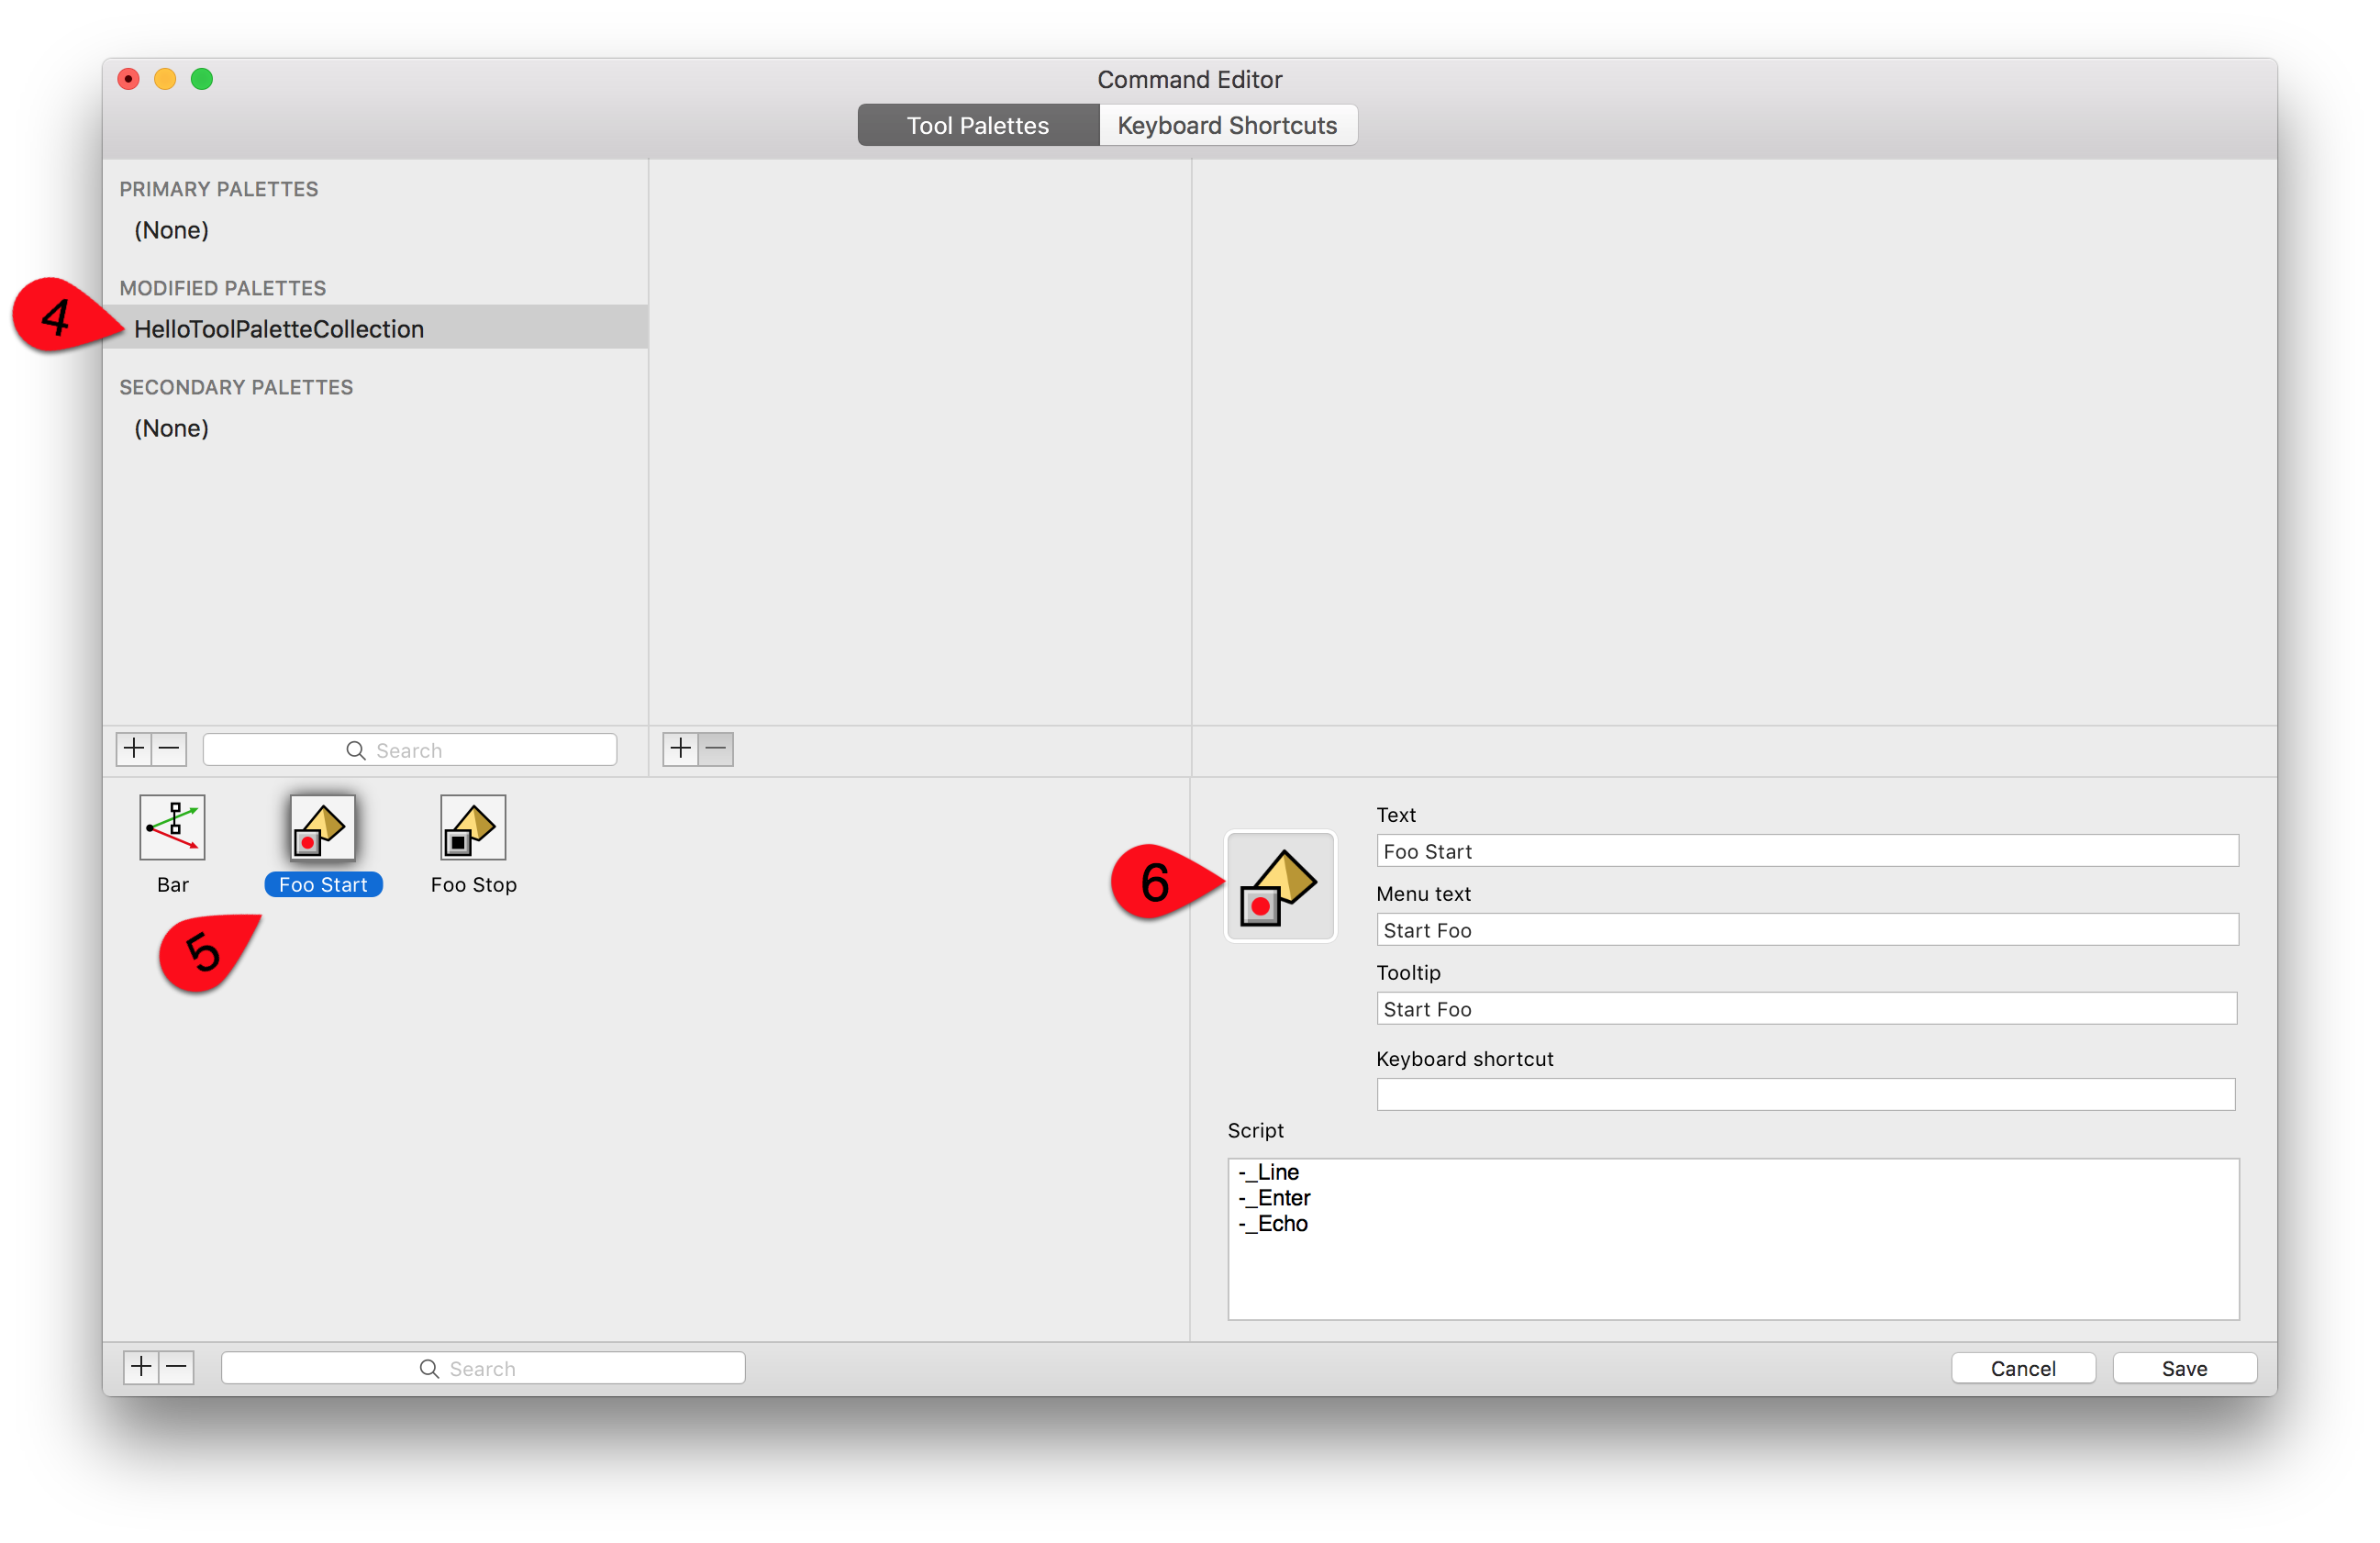 Command Editor
Tool Palettes
Keyboard Shortcuts
PRIMARY PALETTES
(None)
MODIFIED PALETTES
4
HelloToolPaletteCollection
SECONDARY PALETTES
(None)
Search
Bar
Foo Start
Foo Stop
5
6
Text
Foo Start
Menu text
Start Foo
Tooltip
Start Foo
Keyboard shortcut
Script
-_Line
-_Enter
-_Echo
Search
Cancel
Save